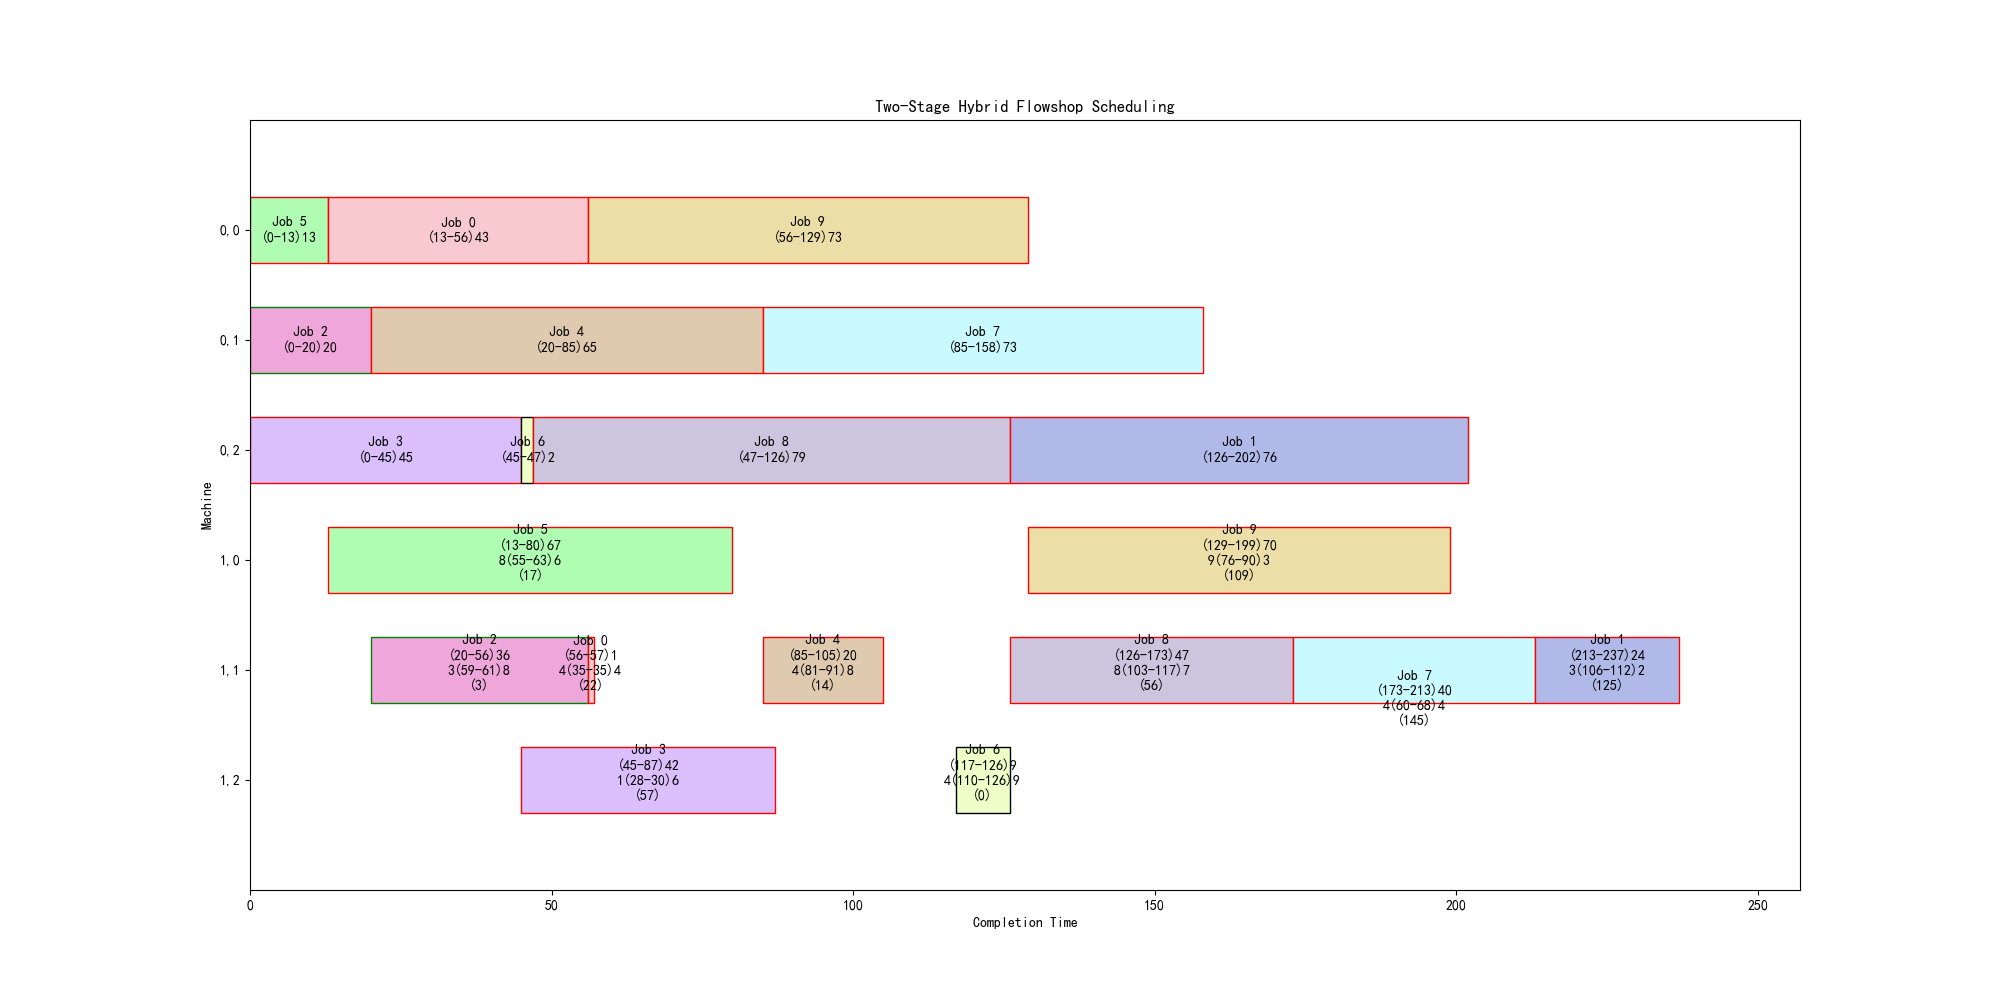 Two-Stage Hybrid Flowshop Scheduling
0,0
Job 5
(0-13)13
Job 0
(13-56)43
Job 9
(56-129)73
0,1
Job 2
(0-20)20
Job 4
(20-85)65
Job 7
(85-158)73
0,2
Job 3
(0-45)45
Job 6
(45-47)2
Job 8
(47-126)79
Job 1
(126-202)76
Machine
1,0
Job 5
(13-80)67
8(55-63)6
(17)
Job 9
(129-199)70
9(76-90)3
(109)
1,1
Job 2
(20-56)36
3(59-61)8
(3)
Job 0
(56-57)1
4(35-35)4
(22)
Job 4
(85-105)20
4(81-91)8
(14)
Job 8
(126-173)47
8(103-117)7
(56)
Job 7
(173-213)40
4(60-68)4
(145)
Job 1
(213-237)24
3(106-112)2
(125)
1,2
Job 3
(45-87)42
1(28-30)6
(57)
Job 6
(117-126)9
4(110-126)9
(0)
0
50
100
150
200
250
Completion Time